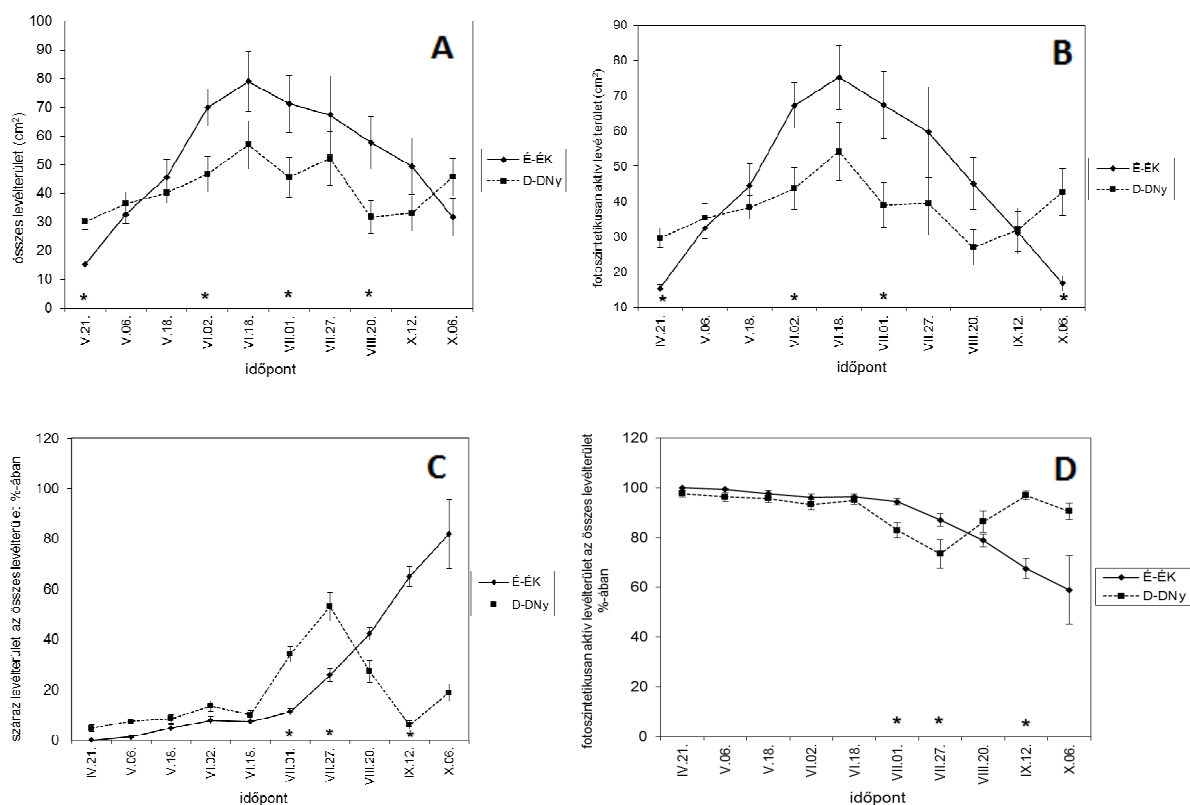 A
összes levélterület (cm²)
100
90
80
70
60
50
40
30
20
10
0
* * * *
V.21.
V.06.
V.18.
VI.02.
VI.18.
VII.01.
VII.27.
VIII.20.
X.12.
X.06.
időpont
É-ÉK
D-DNy
B
fotoszintetikusan aktív levélterület (cm²)
90
80
70
60
50
40
30
20
10
* * * *
IV.21.
V.06.
V.18.
VI.02.
VI.18.
VII.01.
VII.27.
VIII.20.
IX.12.
X.06.
időpont
É-ÉK
D-DNy
C
száraz levélterület az összes levélterület %-ában
120
100
80
60
40
20
0
* * *
IV.21.
V.06.
V.18.
VI.02.
VI.18.
VII.01.
VII.27.
VIII.20.
IX.12.
X.06.
időpont
É-ÉK
D-DNy
D
fotoszintetikusan aktív levélterület az összes levélterület
%-ában
120
100
80
60
40
20
0
* * *
IV.21.
V.06.
V.18.
VI.02.
VI.18.
VII.01.
VII.27.
VIII.20.
IX.12.
X.06.
időpont
É-ÉK
D-DNy